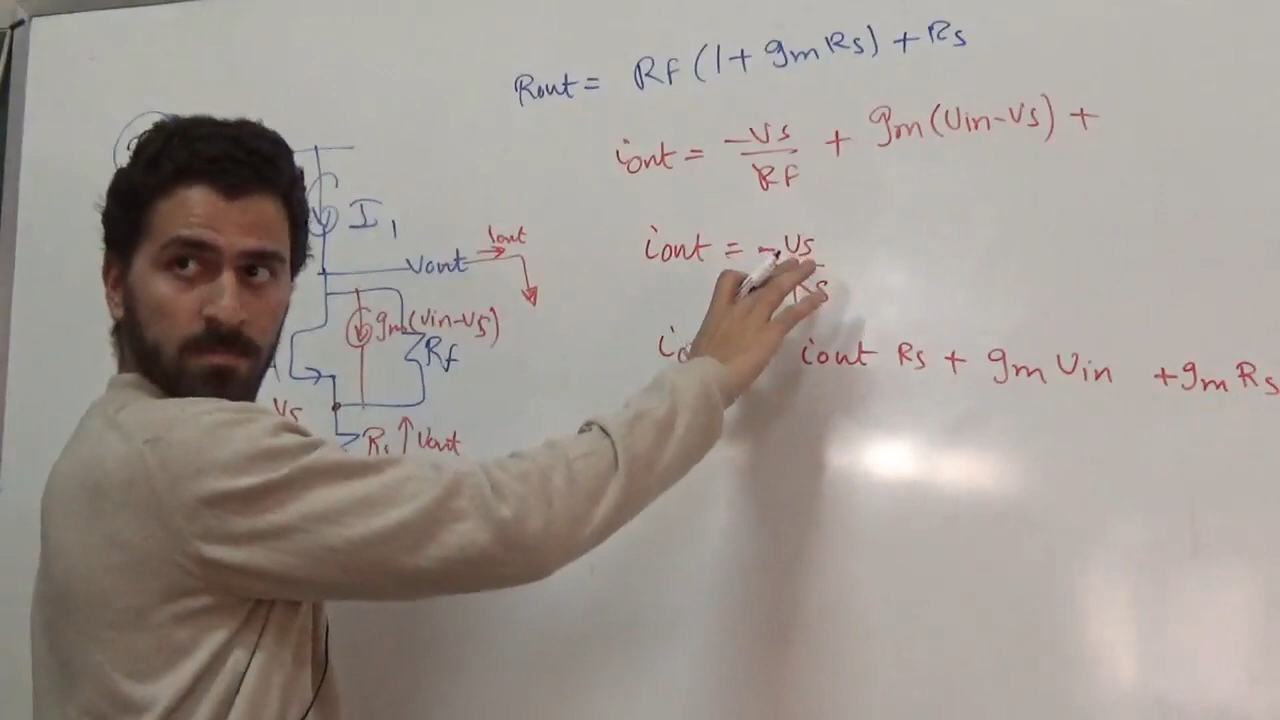 Rout = RF (1 + gm Rs) + Rs
iout = -Vs / RF + gm (Vin - Vs) +
I1
iout
Vout
iout = -Vs / Rs
gm(Vin-Vs)
RF
iout Rs + gm Vin + gm Rs
Vs
Vout